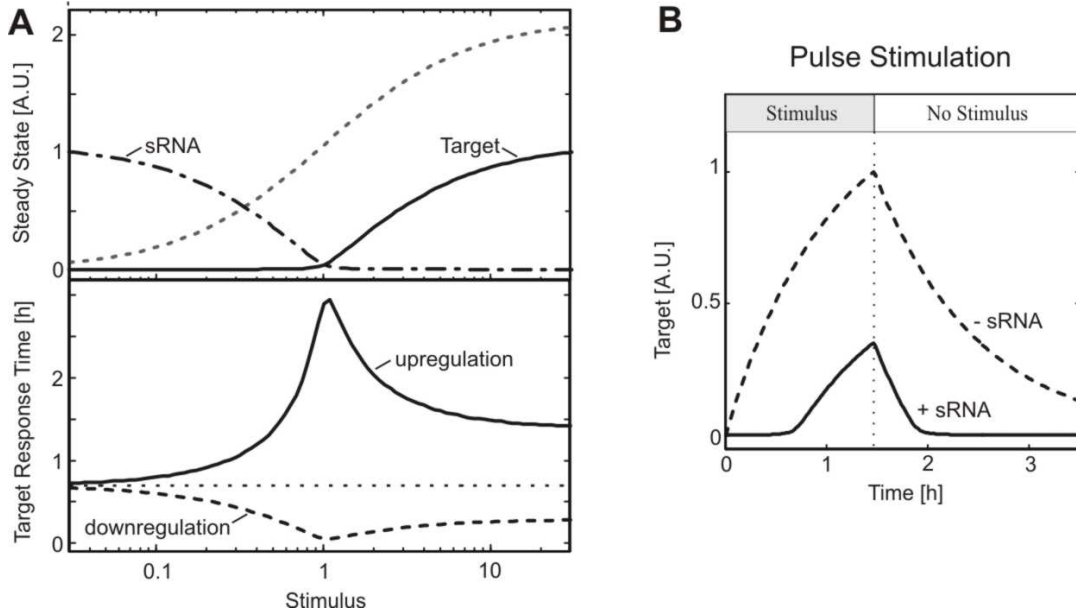 A
Steady State [A.U.]
2
1
0
sRNA
Target
Target Response Time [h]
2
1
0
upregulation
downregulation
0.1
1
10
Stimulus
B
Pulse Stimulation
Stimulus
No Stimulus
Target [A.U.]
1
0.5
0
- sRNA
+ sRNA
0
1
2
3
Time [h]